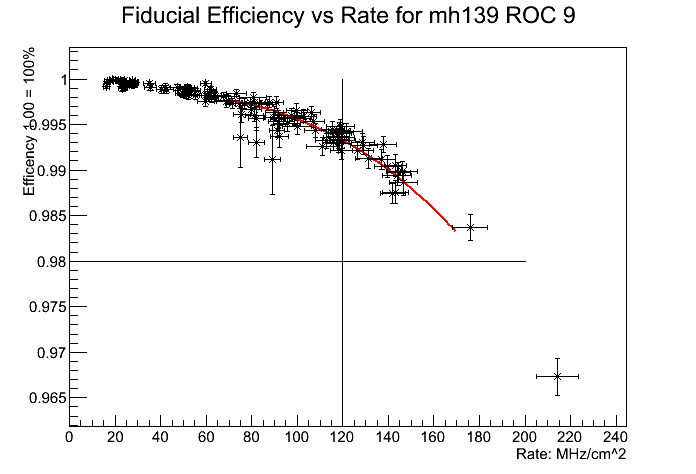 Fiducial Efficiency vs Rate for mh139 ROC 9
Efficency 1.00 = 100%
1
0.995
0.99
0.985
0.98
0.975
0.97
0.965
0 20 40 60 80 100 120 140 160 180 200 220 240
Rate: MHz/cm^2